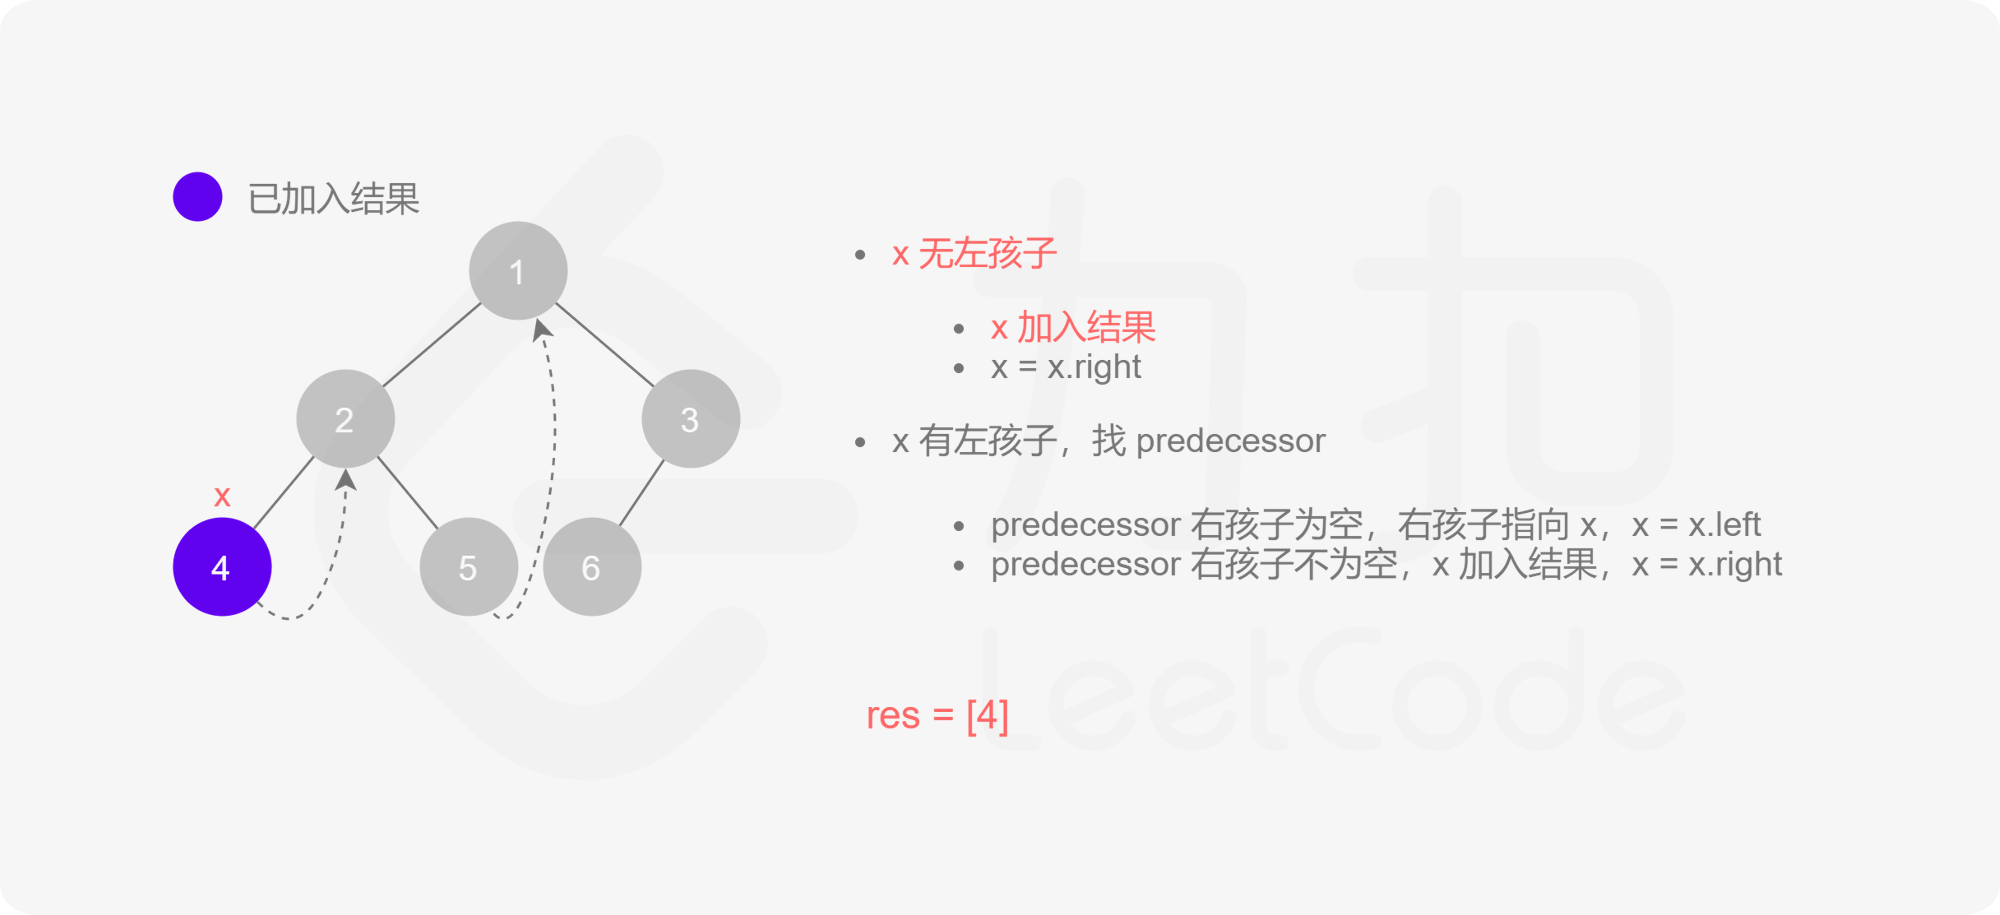 已加入结果
1
2
3
x
4
5
6
x 无左孩子
x 加入结果
x = x.right
x 有左孩子，找 predecessor
predecessor 右孩子为空，右孩子指向 x，x = x.left
predecessor 右孩子不为空，x 加入结果，x = x.right
res = [4]
力扣
LeetCode